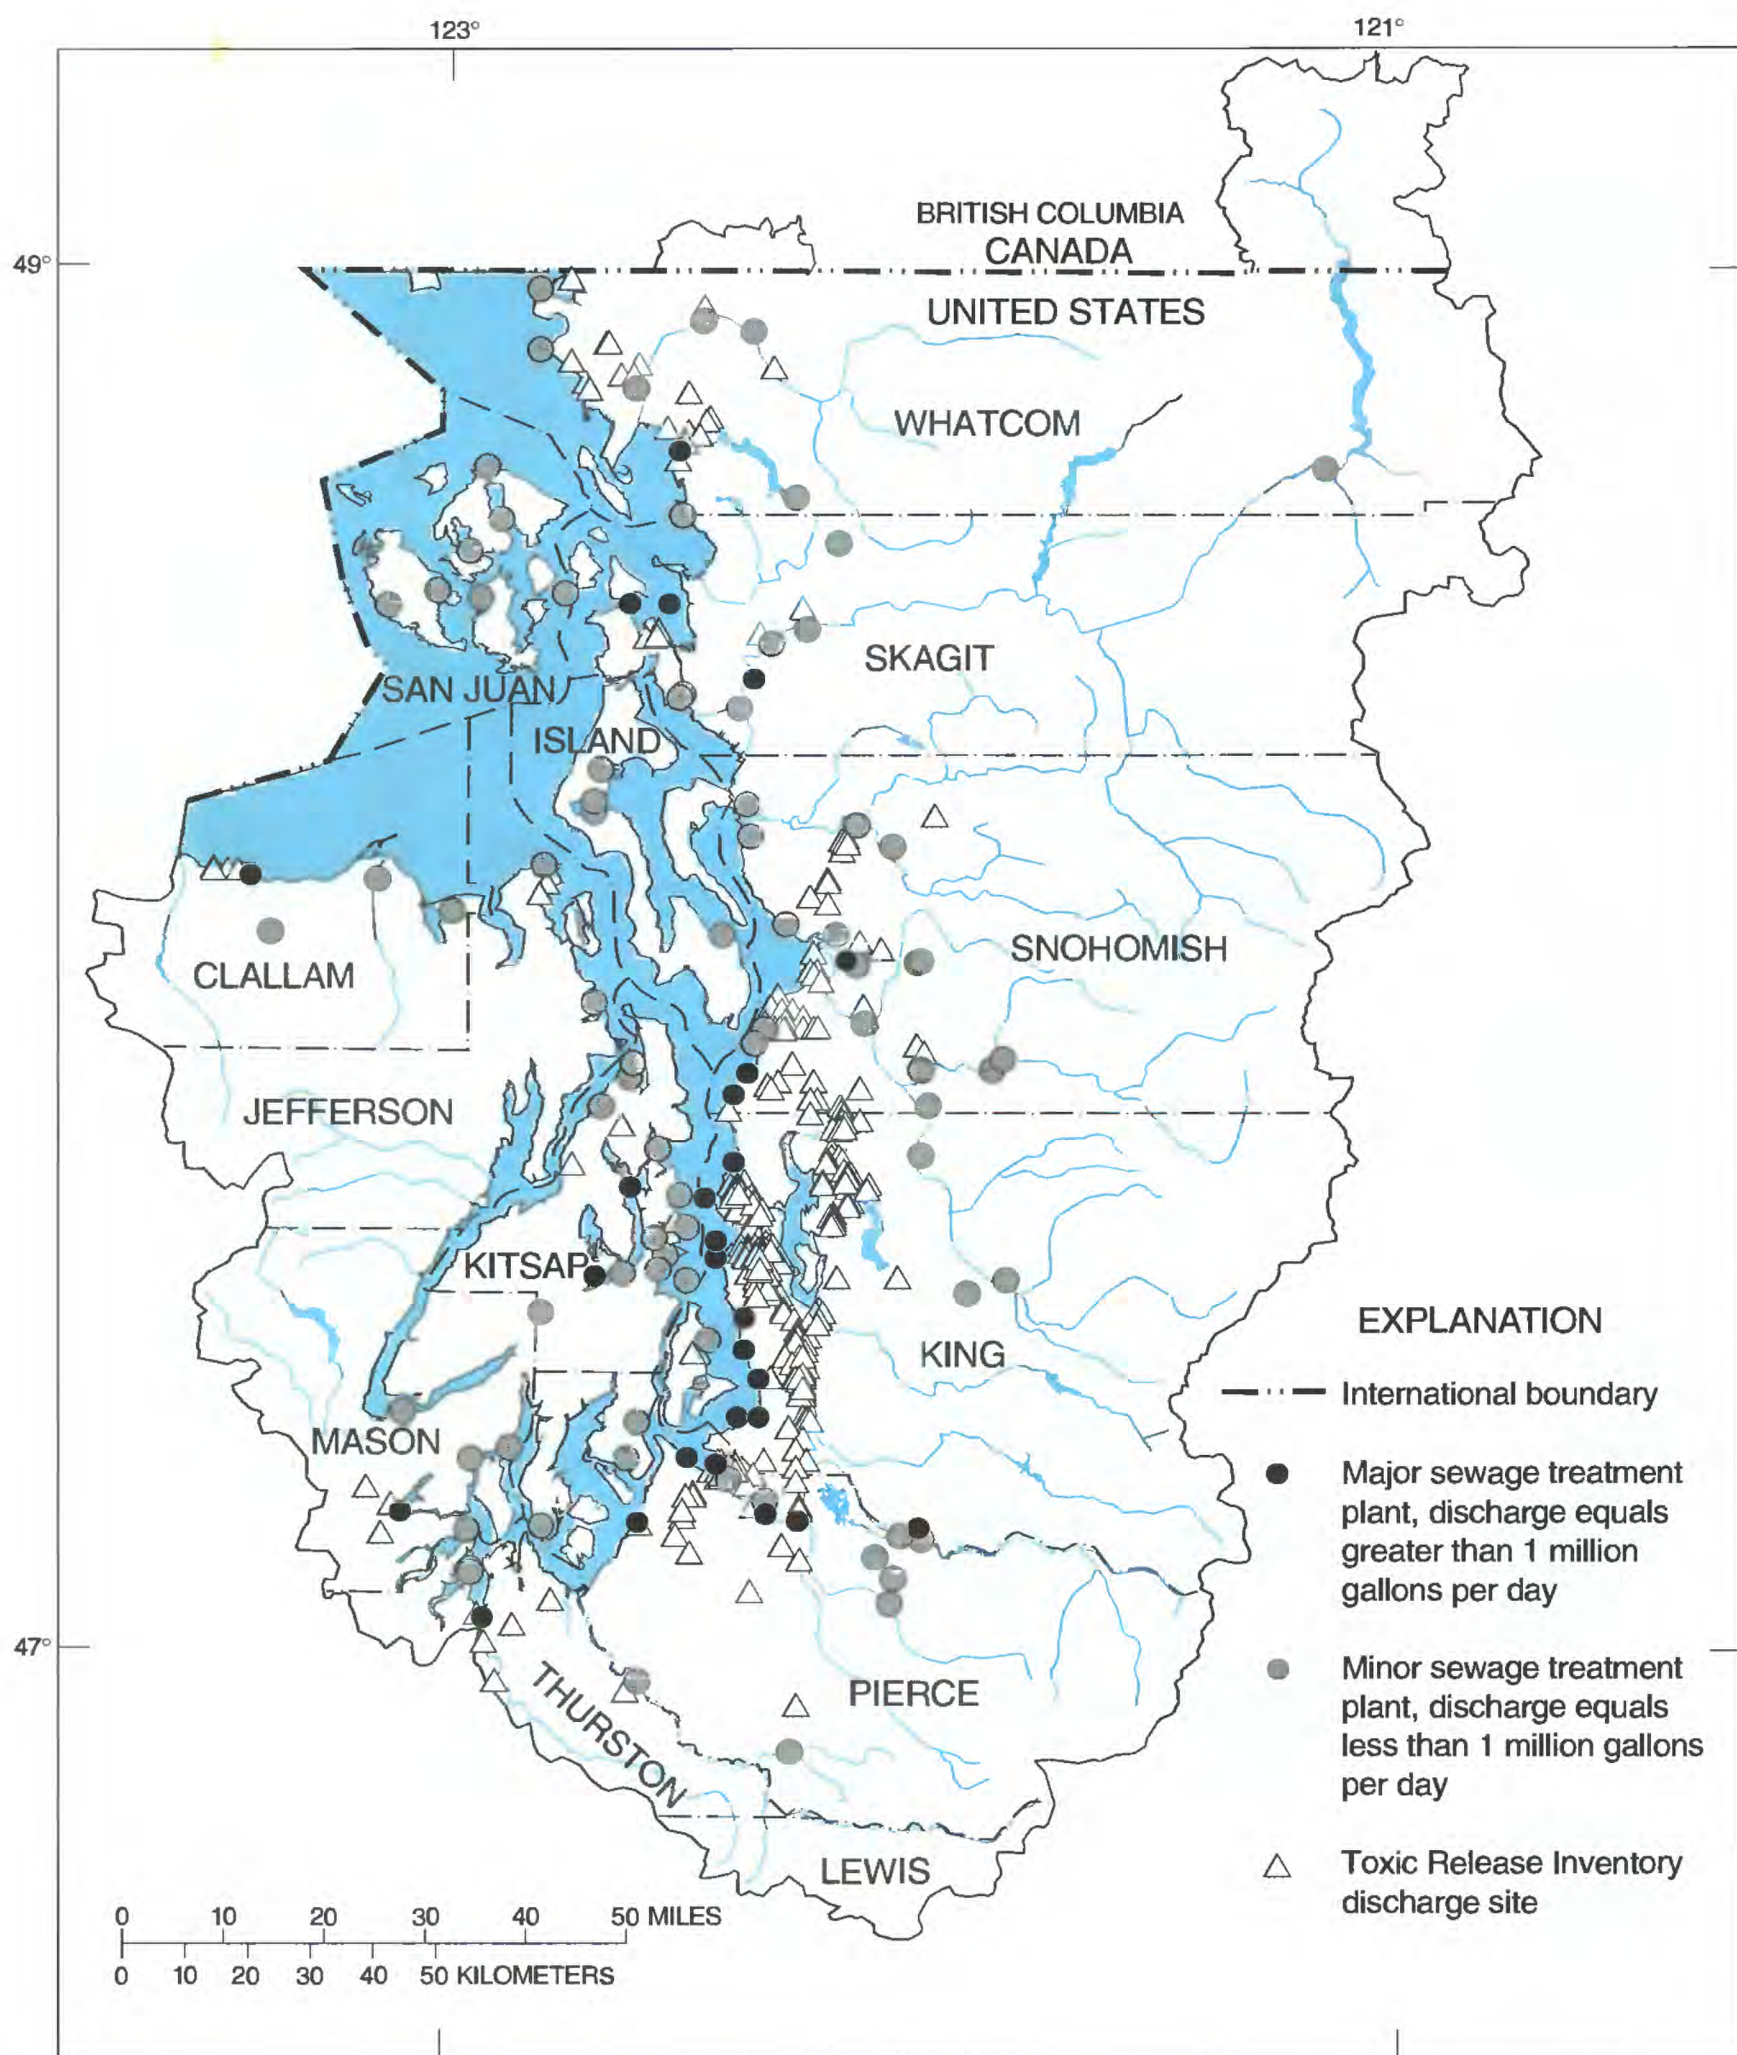 123°
121°
49°
BRITISH COLUMBIA
CANADA
UNITED STATES
WHATCOM
SKAGIT
SAN JUAN
ISLAND
SNOHOMISH
CLALLAM
JEFFERSON
KITSAP
KING
MASON
47°
THURSTON
PIERCE
LEWIS
EXPLANATION
International boundary
Major sewage treatment
plant, discharge equals
greater than 1 million
gallons per day
Minor sewage treatment
plant, discharge equals
less than 1 million gallons
per day
Toxic Release Inventory
discharge site
0 10 20 30 40 50 MILES
0 10 20 30 40 50 KILOMETERS